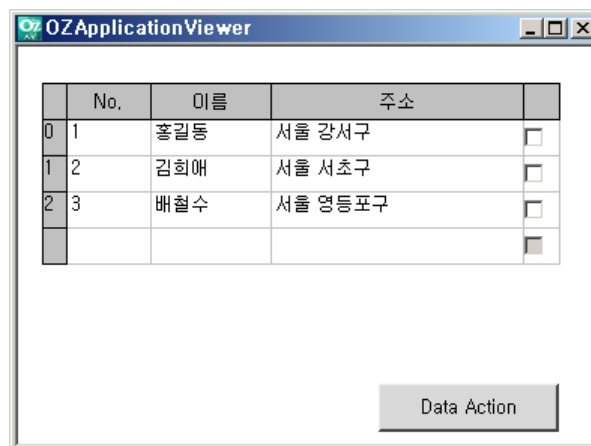 OZ AV OZApplicationViewer
No. 이름 주소
0 1 홍길동 서울 강서구
1 2 김희애 서울 서초구
2 3 배철수 서울 영등포구
Data Action